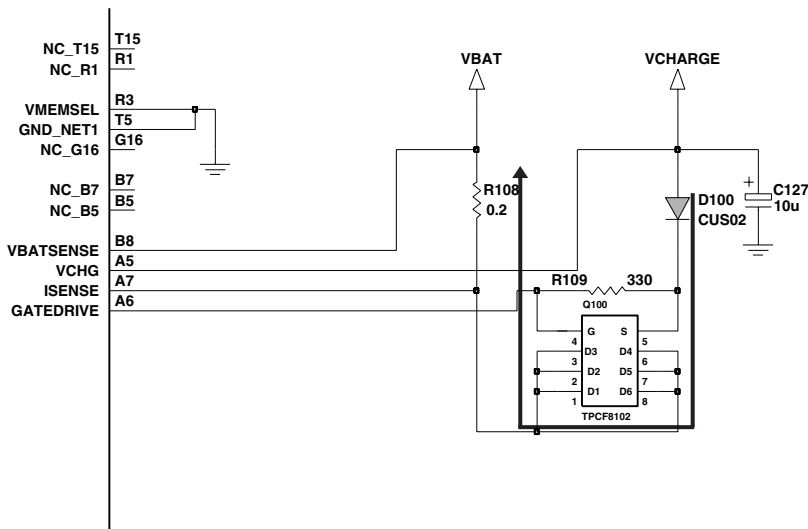 NC_T15 T15
NC_R1 R1
VMEMSEL R3
GND_NET1 T5
NC_G16 G16
NC_B7 B7
NC_B5 B5
VBATSENSE B8
VCHG A5
ISENSE A7
GATEDRIVE A6
VBAT
VCHARGE
R108
0.2
D100
CUS02
+
C127
10u
R109 330
Q100
G S
4 5
D3 D4
3 6
D2 D5
2 7
D1 D6
1 8
TPCF8102